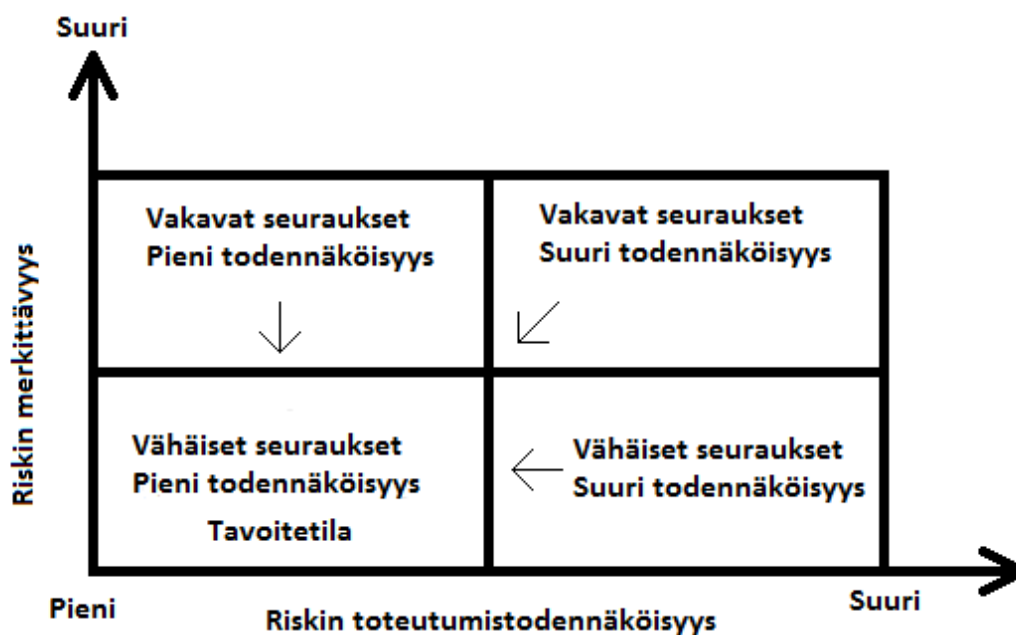 Suuri
Riskin merkittävyys
Vakavat seuraukset
Pieni todennäköisyys
Vakavat seuraukset
Suuri todennäköisyys
Vähäiset seuraukset
Pieni todennäköisyys
Tavoitetila
Vähäiset seuraukset
Suuri todennäköisyys
Pieni
Riskin toteutumistodennäköisyys
Suuri